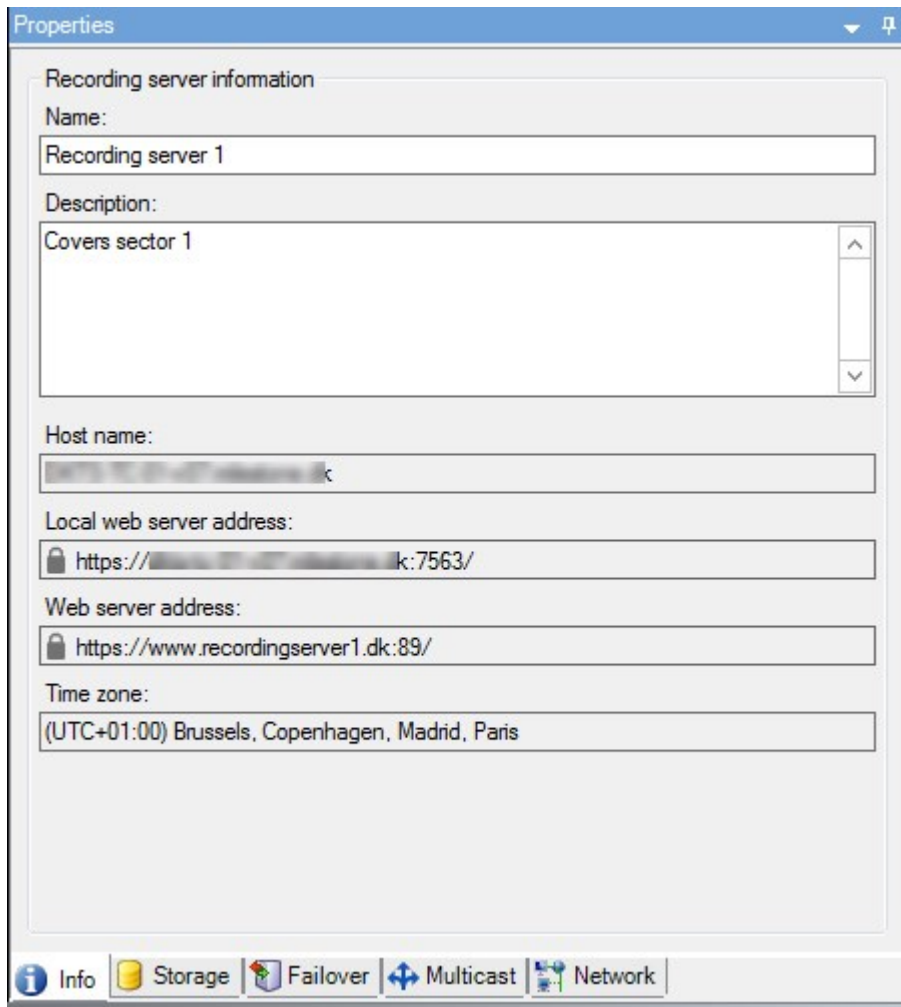 Properties
Recording server information
Name:
Recording server 1
Description:
Covers sector 1
Host name:
Local web server address:
https:// k:7563/
Web server address:
https://www.recordingserver1.dk:89/
Time zone:
(UTC+01:00) Brussels, Copenhagen, Madrid, Paris
Info Storage Failover Multicast Network